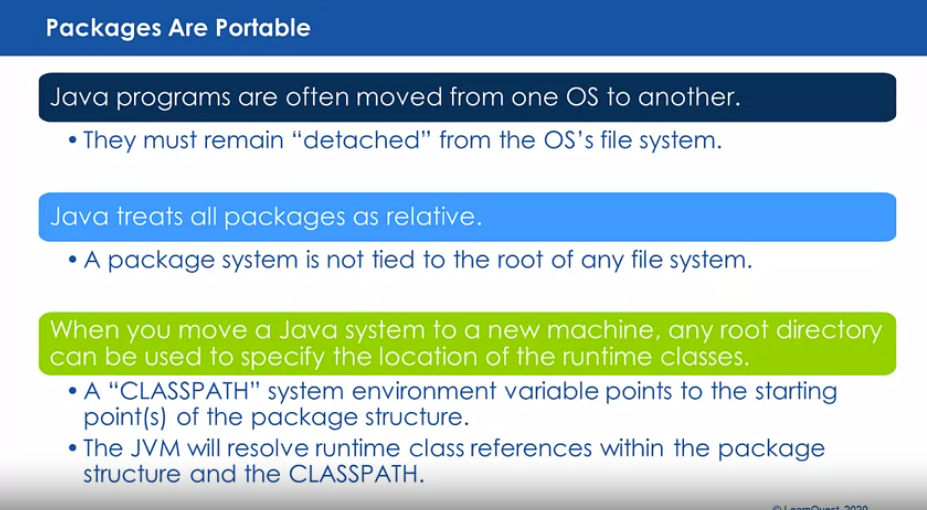 Packages Are Portable
Java programs are often moved from one OS to another.
• They must remain “detached” from the OS’s file system.
Java treats all packages as relative.
• A package system is not tied to the root of any file system.
When you move a Java system to a new machine, any root directory
can be used to specify the location of the runtime classes.
• A “CLASSPATH” system environment variable points to the starting
point(s) of the package structure.
• The JVM will resolve runtime class references within the package
structure and the CLASSPATH.
© LearnQuest 2020